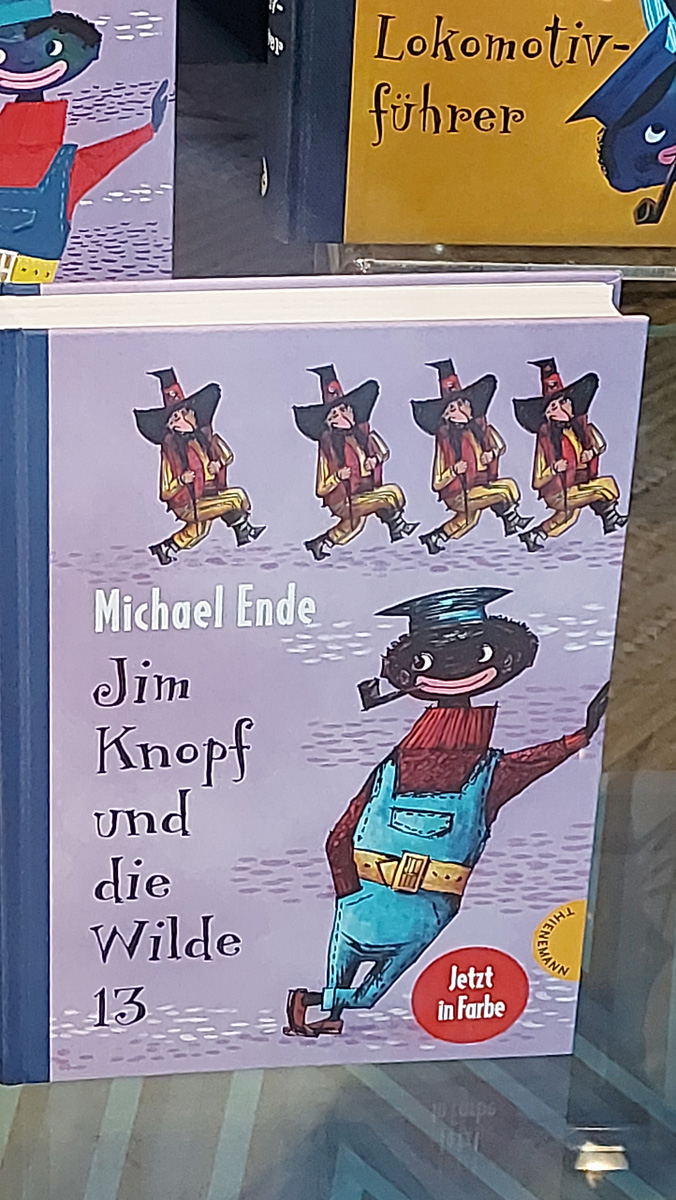 Lokomotiv-
führer
Michael Ende
Jim
Knopf
und
die
Wilde
13
THIENEMANN
Jetzt
in Farbe